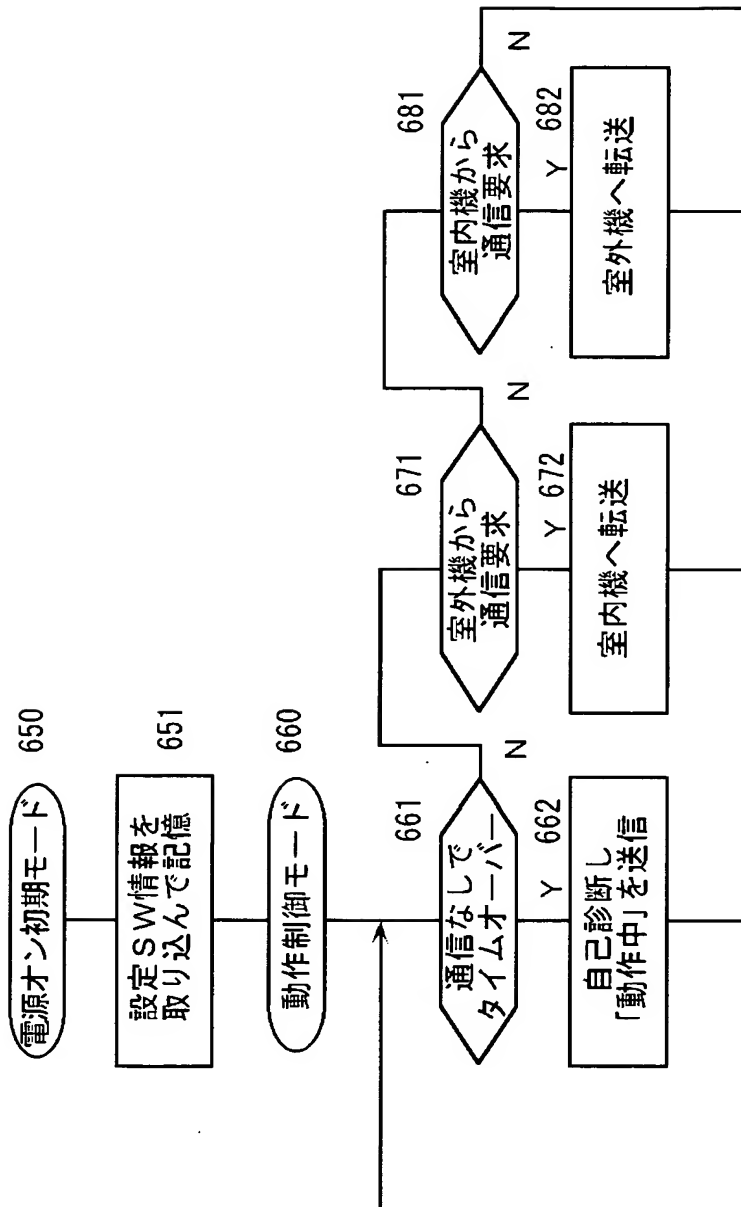 電源オン初期モード
650
設定SW情報を
取り込んで記憶
651
動作制御モード
660
通信なしで
タイムオーバー
661
N
Y
自己診断し
「動作中」を送信
662
室外機から
通信要求
671
N
Y
室内機へ転送
672
室内機から
通信要求
681
N
Y
室外機へ転送
682